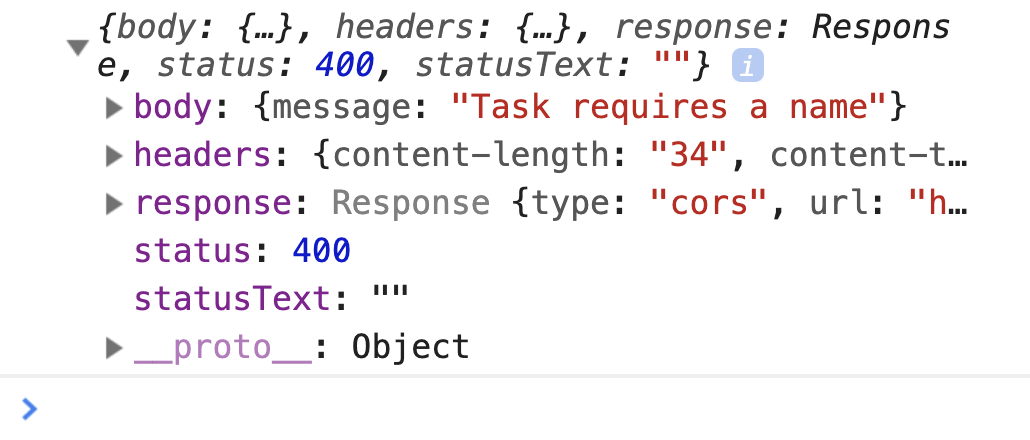 {body: {…}, headers: {…}, response: Respons
e, status: 400, statusText: ""} i
body: {message: "Task requires a name"}
headers: {content-length: "34", content-t…
response: Response {type: "cors", url: "h…
status: 400
statusText: ""
__proto__: Object